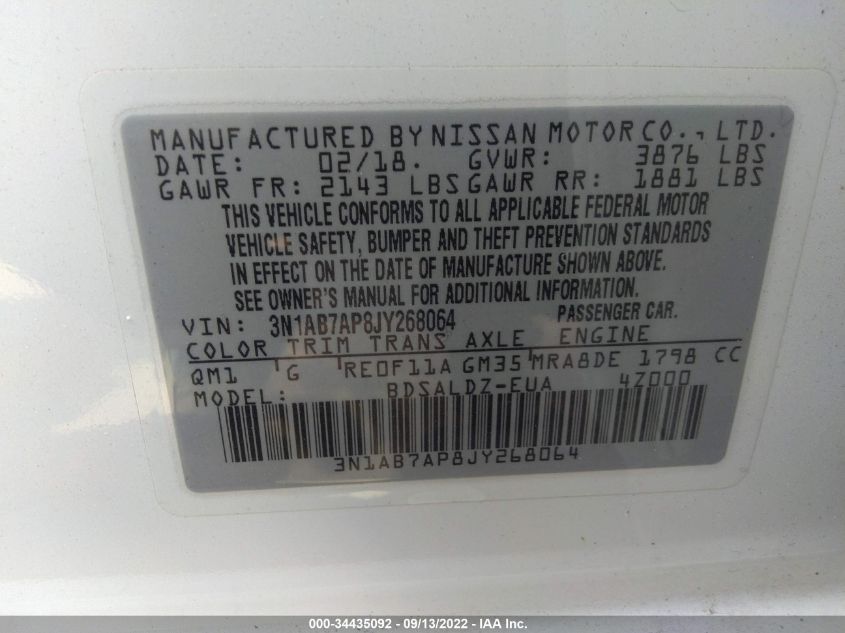 MANUFACTURED BY NISSAN MOTOR CO., LTD.
DATE: 02/18. GVWR: 3876 LBS
GAWR FR: 2143 LBS GAWR RR: 1881 LBS
THIS VEHICLE CONFORMS TO ALL APPLICABLE FEDERAL MOTOR
VEHICLE SAFETY, BUMPER AND THEFT PREVENTION STANDARDS
IN EFFECT ON THE DATE OF MANUFACTURE SHOWN ABOVE.
SEE OWNER'S MANUAL FOR ADDITIONAL INFORMATION.
VIN: 3N1AB7AP8JY268064 PASSENGER CAR.
COLOR TRIM TRANS AXLE ENGINE
QM1 G RE0F11A GM35 MRA8DE 1798 CC
MODEL: BDSALDZ-EUA 4Z000
3N1AB7AP8JY268064
000-34435092 - 09/13/2022 - © IAA, Inc.